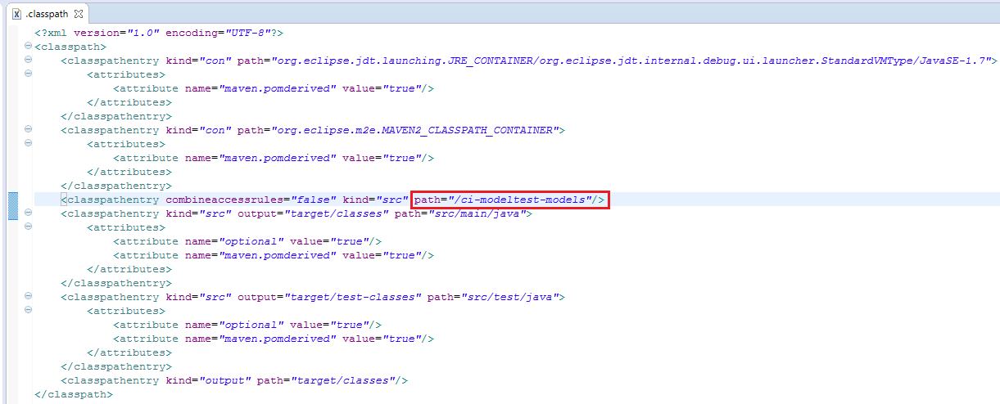 .classpath
<?xml version="1.0" encoding="UTF-8"?>
<classpath>
    <classpathentry kind="con" path="org.eclipse.jdt.launching.JRE_CONTAINER/org.eclipse.jdt.internal.debug.ui.launcher.StandardVMType/JavaSE-1.7">
        <attributes>
            <attribute name="maven.pomderived" value="true"/>
        </attributes>
    </classpathentry>
    <classpathentry kind="con" path="org.eclipse.m2e.MAVEN2_CLASSPATH_CONTAINER">
        <attributes>
            <attribute name="maven.pomderived" value="true"/>
        </attributes>
    </classpathentry>
    <classpathentry combineaccessrules="false" kind="src" path="/ci-modeltest-models"/>
    <classpathentry kind="src" output="target/classes" path="src/main/java">
        <attributes>
            <attribute name="optional" value="true"/>
            <attribute name="maven.pomderived" value="true"/>
        </attributes>
    </classpathentry>
    <classpathentry kind="src" output="target/test-classes" path="src/test/java">
        <attributes>
            <attribute name="optional" value="true"/>
            <attribute name="maven.pomderived" value="true"/>
        </attributes>
    </classpathentry>
    <classpathentry kind="output" path="target/classes"/>
</classpath>